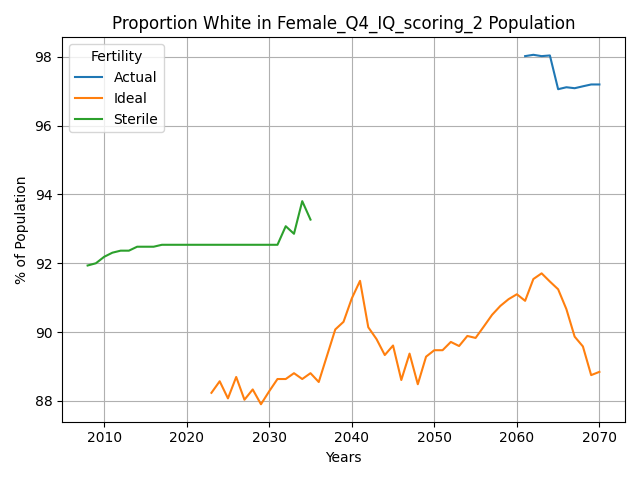 Proportion White in Female_Q4_IQ_scoring_2 Population
Fertility
Actual
Ideal
Sterile
% of Population
98
96
94
92
90
88
2010 2020 2030 2040 2050 2060 2070
Years